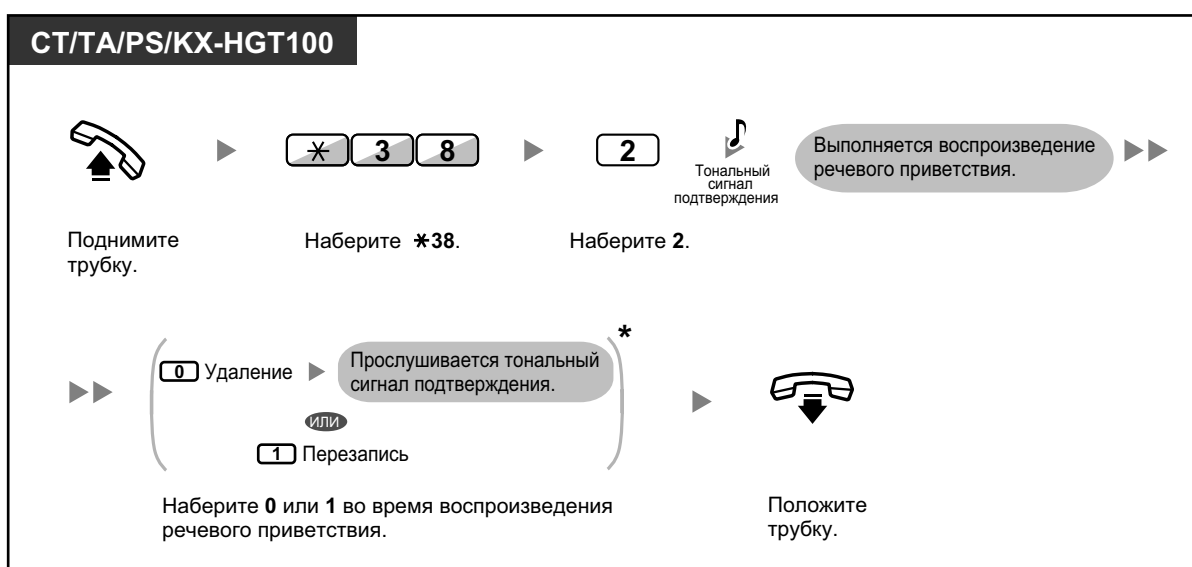 CT/TA/PS/KX-HGT100
✳ 3 8
2
Тональный
сигнал
подтверждения
Выполняется воспроизведение
речевого приветствия.
Поднимите
трубку.
Наберите ✳38.
Наберите 2.
0 Удаление
Прослушивается тональный
сигнал подтверждения.
*
ИЛИ
1 Перезапись
Наберите 0 или 1 во время воспроизведения
речевого приветствия.
Положите
трубку.